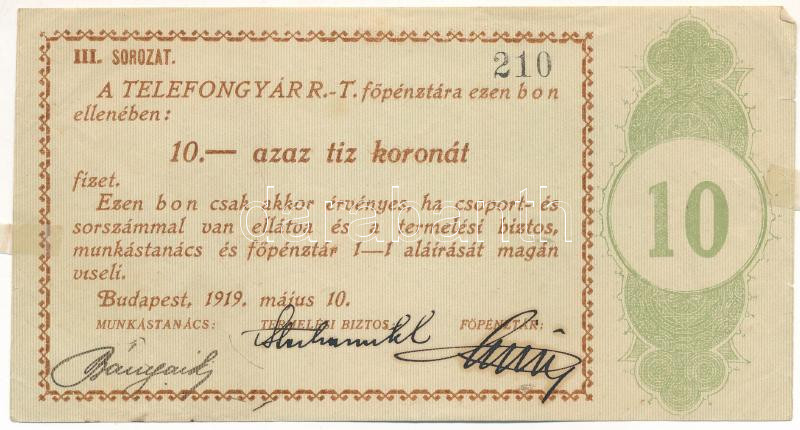 III. SOROZAT. 210
A TELEFONGYÁR R.-T. főpénztára ezen bon
ellenében:
10.— azaz tiz koronát
fizet.
Ezen bon csak akkor érvényes, ha csoport- és
sorszámmal van ellátva és a termelési biztos,
munkástanács és főpénztár 1—1 aláirását magán
viseli.
Budapest, 1919. május 10.
MUNKÁSTANÁCS: TERMELÉSI BIZTOS: FŐPÉNZTÁR:
10
darabanth